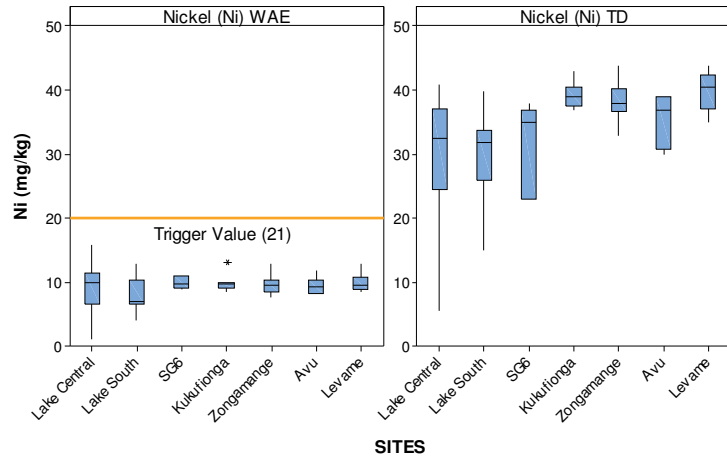 Nickel (Ni) WAE
Nickel (Ni) TD
Ni (mg/kg)
50
40
30
20
10
0
Trigger Value (21)
50
40
30
20
10
0
Lake Central
Lake South
SG6
Kukufionga
Zongamange
Avu
Levame
Lake Central
Lake South
SG6
Kukufionga
Zongamange
Avu
Levame
SITES